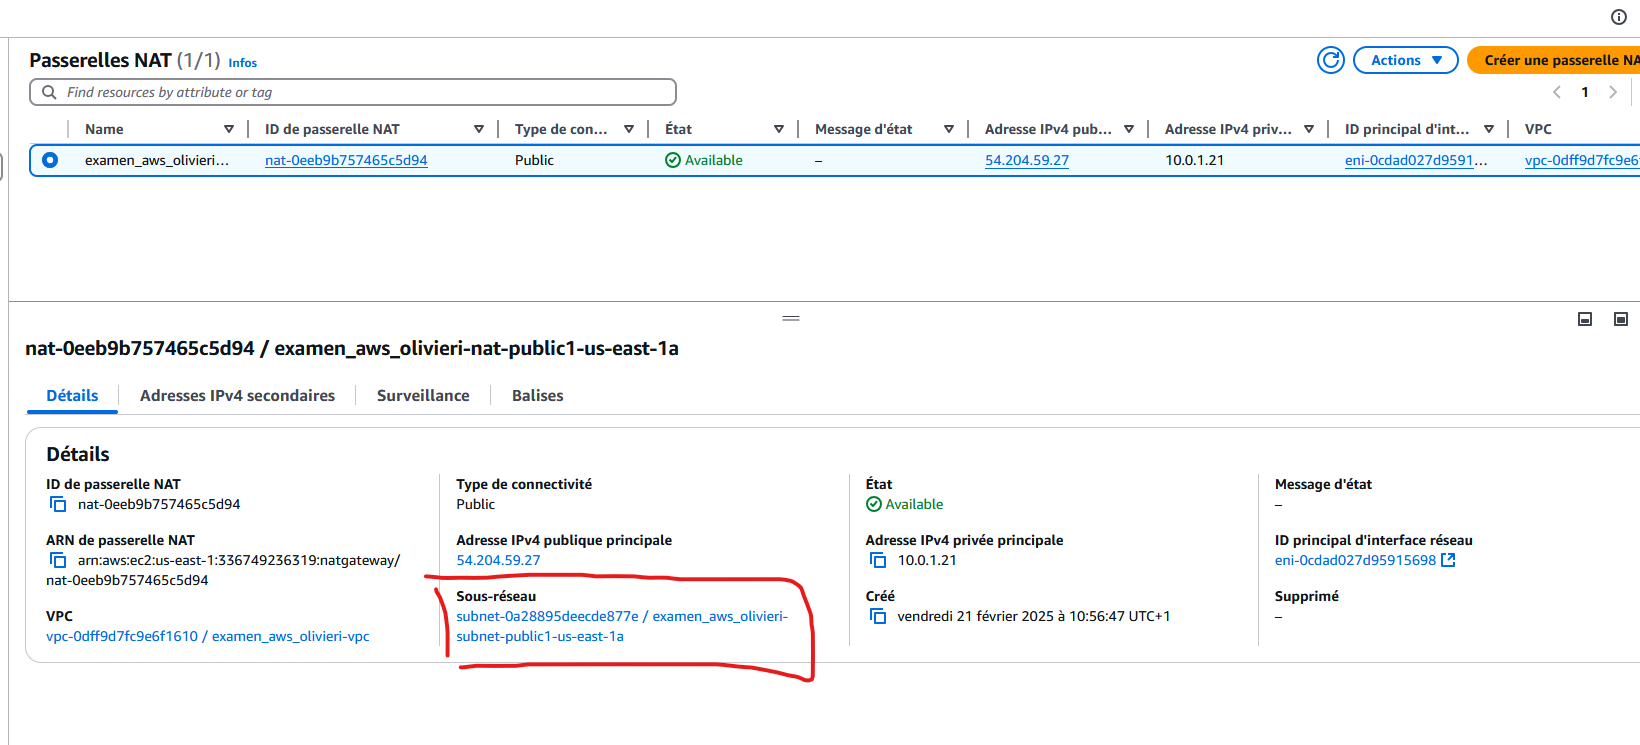 Passerelles NAT (1/1) Infos
Actions
Créer une passerelle NA
Find resources by attribute or tag
1
Name ID de passerelle NAT Type de con... État Message d'état Adresse IPv4 pub... Adresse IPv4 priv... ID principal d'int... VPC
examen_aws_olivieri... nat-0eeb9b757465c5d94 Public Available – 54.204.59.27 10.0.1.21 eni-0cdad027d9591... vpc-0dff9d7fc9e6
nat-0eeb9b757465c5d94 / examen_aws_olivieri-nat-public1-us-east-1a
Détails Adresses IPv4 secondaires Surveillance Balises
Détails
ID de passerelle NAT
nat-0eeb9b757465c5d94
Type de connectivité
Public
État
Available
Message d'état
–
ARN de passerelle NAT
arn:aws:ec2:us-east-1:336749236319:natgateway/
nat-0eeb9b757465c5d94
Adresse IPv4 publique principale
54.204.59.27
Adresse IPv4 privée principale
10.0.1.21
ID principal d'interface réseau
eni-0cdad027d95915698
VPC
vpc-0dff9d7fc9e6f1610 / examen_aws_olivieri-vpc
Sous-réseau
subnet-0a28895deecde877e / examen_aws_olivieri-
subnet-public1-us-east-1a
Créé
vendredi 21 février 2025 à 10:56:47 UTC+1
Supprimé
–